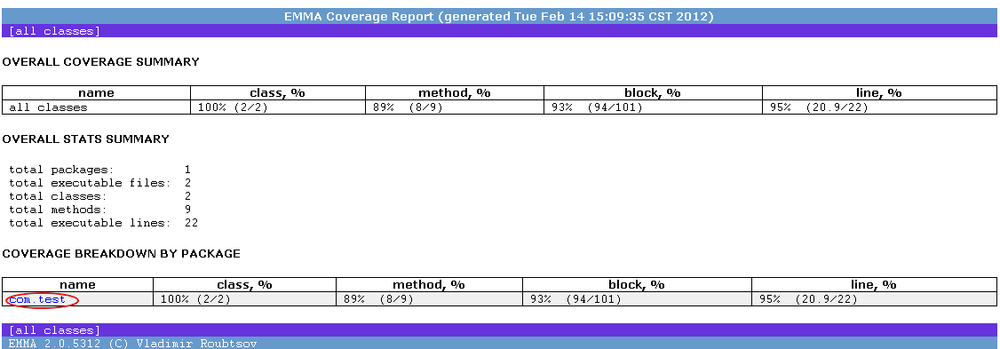 EMMA Coverage Report (generated Tue Feb 14 15:09:35 CST 2012)
[all classes]
OVERALL COVERAGE SUMMARY
name class, % method, % block, % line, %
all classes 100% (2/2) 89% (8/9) 93% (94/101) 95% (20.9/22)
OVERALL STATS SUMMARY
total packages: 1
total executable files: 2
total classes: 2
total methods: 9
total executable lines: 22
COVERAGE BREAKDOWN BY PACKAGE
name class, % method, % block, % line, %
com.test 100% (2/2) 89% (8/9) 93% (94/101) 95% (20.9/22)
[all classes]
EMMA 2.0.5312 (C) Vladimir Roubtsov